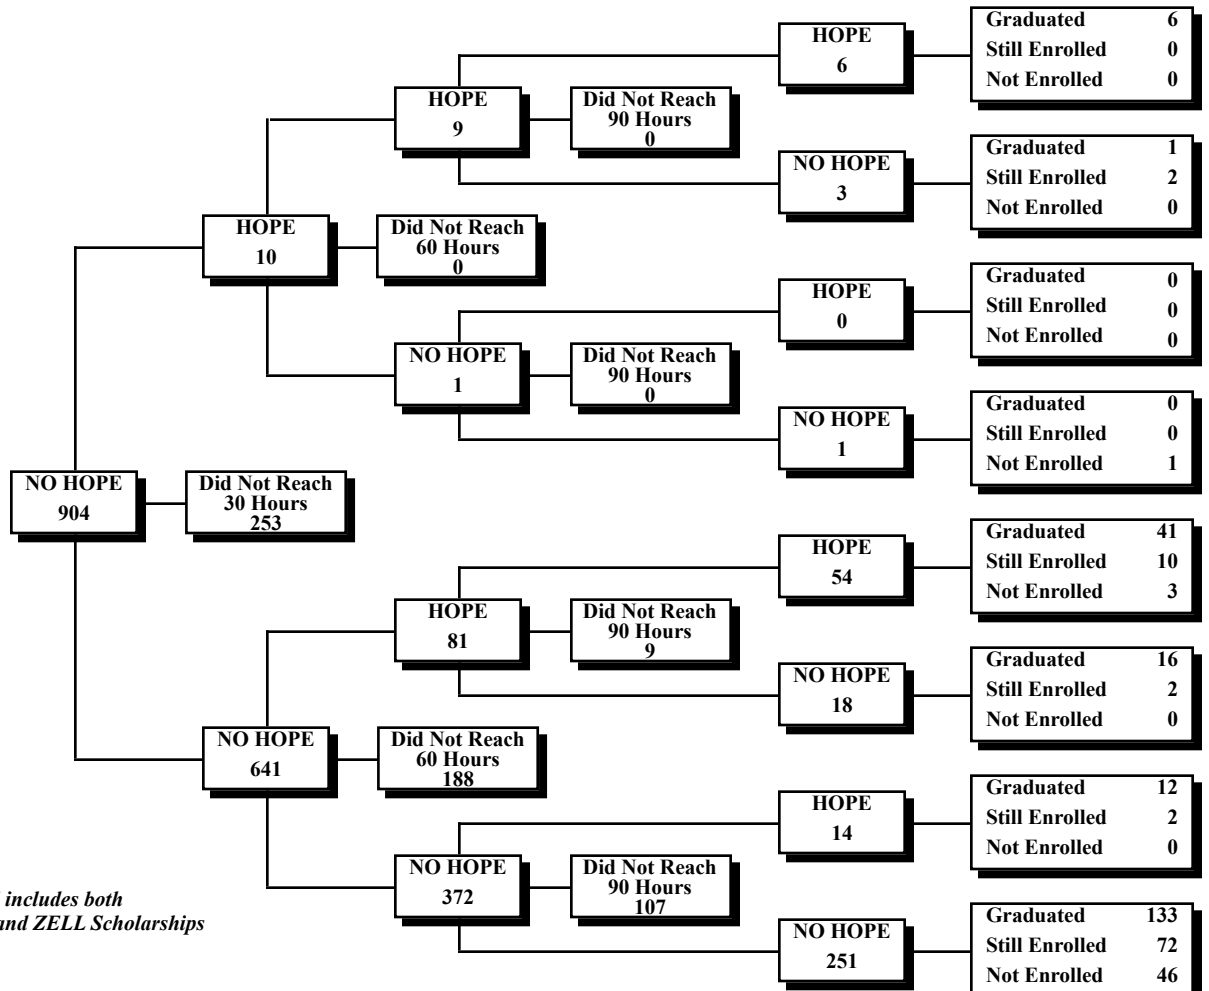 Graduated 6
Still Enrolled 0
Not Enrolled 0
HOPE
6
HOPE
9
Did Not Reach
90 Hours
0
NO HOPE
3
Graduated 1
Still Enrolled 2
Not Enrolled 0
HOPE
10
Did Not Reach
60 Hours
0
HOPE
0
Graduated 0
Still Enrolled 0
Not Enrolled 0
NO HOPE
1
Did Not Reach
90 Hours
0
NO HOPE
1
Graduated 0
Still Enrolled 0
Not Enrolled 1
NO HOPE
904
Did Not Reach
30 Hours
253
HOPE
54
Graduated 41
Still Enrolled 10
Not Enrolled 3
HOPE
81
Did Not Reach
90 Hours
9
NO HOPE
18
Graduated 16
Still Enrolled 2
Not Enrolled 0
NO HOPE
641
Did Not Reach
60 Hours
188
HOPE
14
Graduated 12
Still Enrolled 2
Not Enrolled 0
NO HOPE
372
Did Not Reach
90 Hours
107
NO HOPE
251
Graduated 133
Still Enrolled 72
Not Enrolled 46
includes both
and ZELL Scholarships